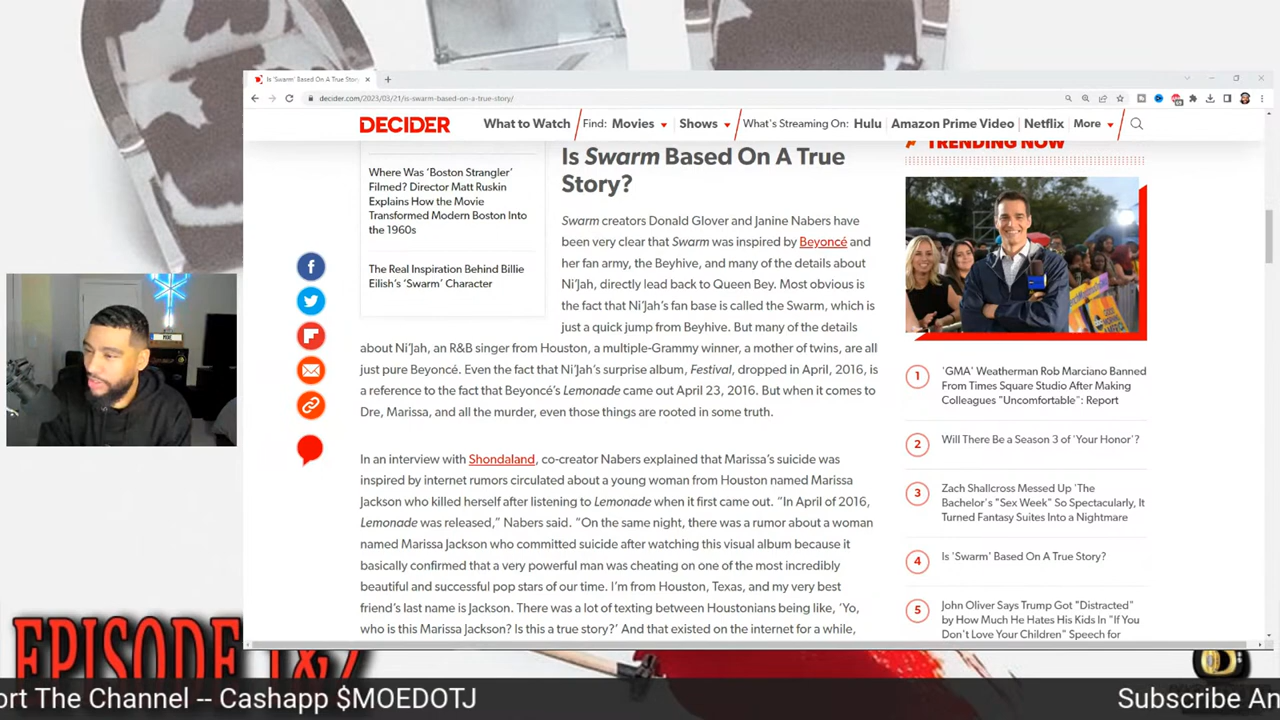 Is 'Swarm' Based On A True Stor
decider.com/2023/03/21/is-swarm-based-on-a-true-story/
DECIDER
What to Watch
Find: Movies
Shows
What's Streaming On: Hulu
Amazon Prime Video
Netflix
More
Where Was 'Boston Strangler'
Filmed? Director Matt Ruskin
Explains How the Movie
Transformed Modern Boston Into
the 1960s
The Real Inspiration Behind Billie
Eilish's 'Swarm' Character
Is Swarm Based On A True
Story?
Swarm creators Donald Glover and Janine Nabers have
been very clear that Swarm was inspired by Beyoncé and
her fan army, the Beyhive, and many of the details about
Ni'Jah, directly lead back to Queen Bey. Most obvious is
the fact that Ni'Jah's fan base is called the Swarm, which is
just a quick jump from Beyhive. But many of the details
about Ni'Jah, an R&B singer from Houston, a multiple-Grammy winner, a mother of twins, are all
just pure Beyoncé. Even the fact that Ni'Jah's surprise album, Festival, dropped in April, 2016, is
a reference to the fact that Beyoncé's Lemonade came out April 23, 2016. But when it comes to
Dre, Marissa, and all the murder, even those things are rooted in some truth.
In an interview with Shondaland, co-creator Nabers explained that Marissa's suicide was
inspired by internet rumors circulated about a young woman from Houston named Marissa
Jackson who killed herself after listening to Lemonade when it first came out. "In April of 2016,
Lemonade was released," Nabers said. "On the same night, there was a rumor about a woman
named Marissa Jackson who committed suicide after watching this visual album because it
basically confirmed that a very powerful man was cheating on one of the most incredibly
beautiful and successful pop stars of our time. I'm from Houston, Texas, and my very best
friend's last name is Jackson. There was a lot of texting between Houstonians being like, 'Yo,
who is this Marissa Jackson? Is this a true story?' And that existed on the internet for a while,
TRENDING NOW
1
'GMA' Weatherman Rob Marciano Banned
From Times Square Studio After Making
Colleagues "Uncomfortable": Report
2
Will There Be a Season 3 of 'Your Honor'?
3
Zach Shallcross Messed Up 'The
Bachelor's "Sex Week" So Spectacularly, It
Turned Fantasy Suites Into a Nightmare
4
Is 'Swarm' Based On A True Story?
5
John Oliver Says Trump Got "Distracted"
by How Much He Hates His Kids In "If You
Don't Love Your Children" Speech for
EPISODE 1&2
ort The Channel -- Cashapp $MOEDOTJ
Subscribe An